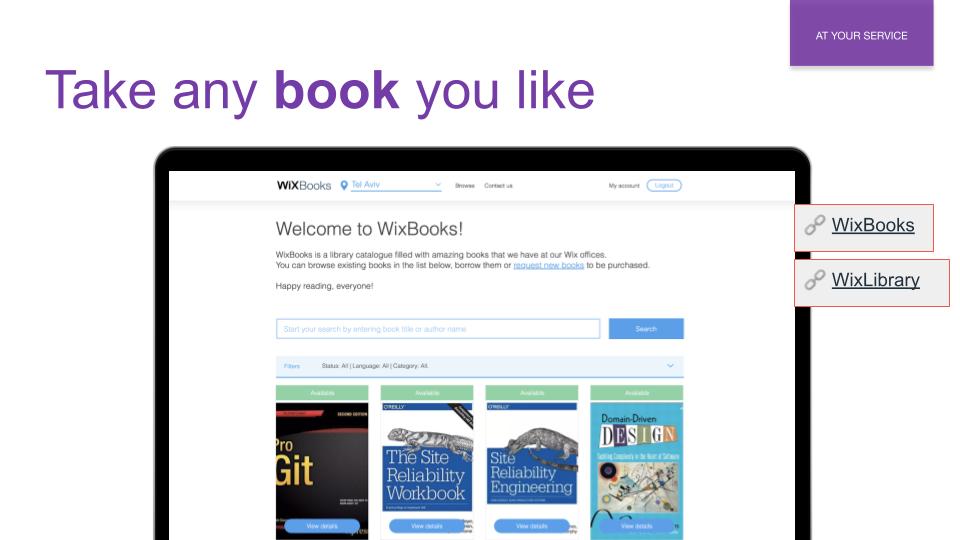 AT YOUR SERVICE
Take any book you like
WiXBooks
Tel Aviv
Browse
Contact us
My account
Logout
Welcome to WixBooks!
WixBooks is a library catalogue filled with amazing books that we have at our Wix offices.
You can browse existing books in the list below, borrow them or request new books to be purchased.
Happy reading, everyone!
Start your search by entering book title or author name
Search
Filters
Status: All | Language: All | Category: All.
WixBooks
WixLibrary
Available
Available
Available
Available
SECOND EDITION
Pro
Git
View details
O'REILLY
The Site
Reliability
Workbook
View details
O'REILLY
Site
Reliability
Engineering
View details
Domain-Driven
DESIGN
Tackling Complexity in the Heart of Software
View details